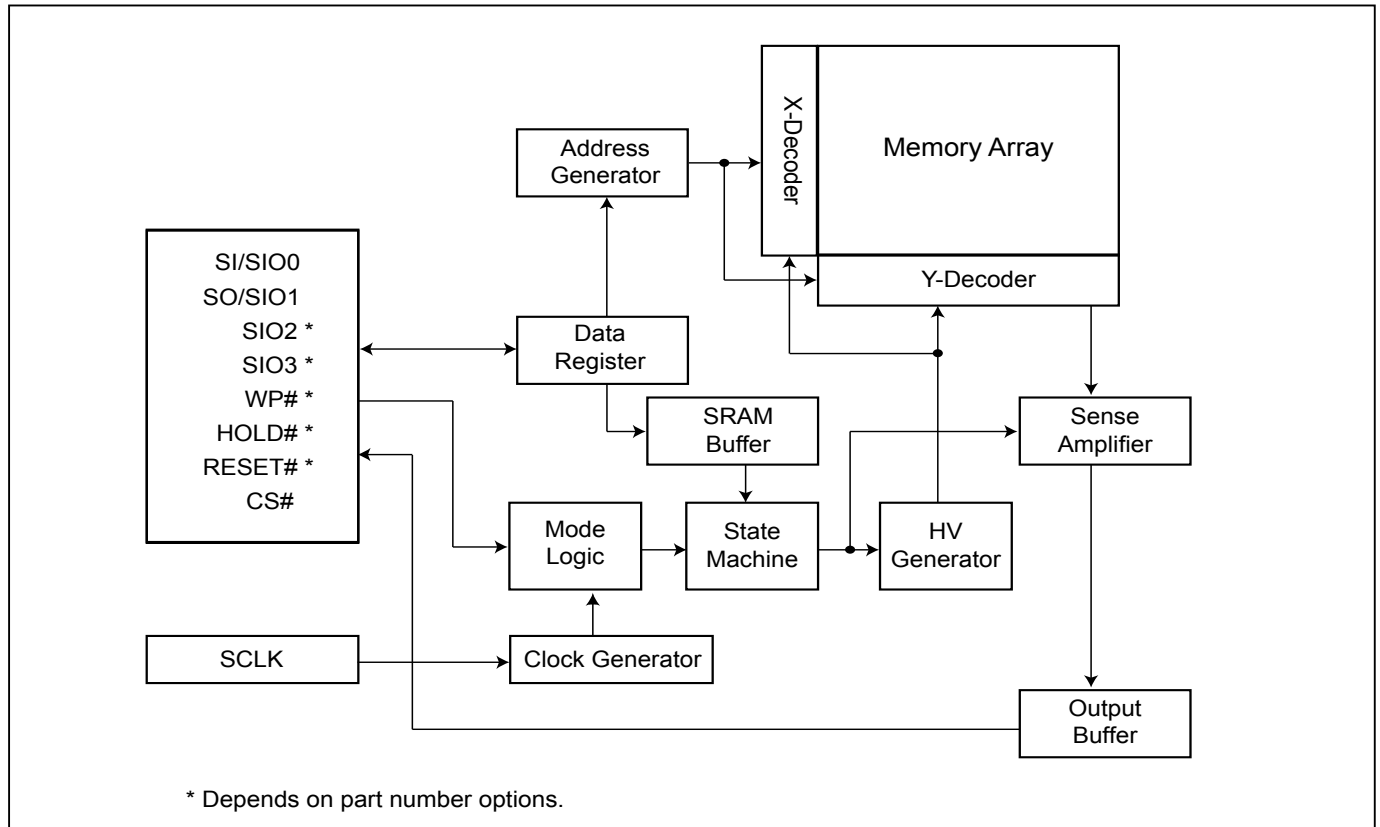 X-Decoder
Memory Array
Address
Generator
Y-Decoder
SI/SIO0
SO/SIO1
SIO2 *
SIO3 *
WP# *
HOLD# *
RESET# *
CS#
Data
Register
SRAM
Buffer
Sense
Amplifier
Mode
Logic
State
Machine
HV
Generator
SCLK
Clock Generator
Output
Buffer
* Depends on part number options.